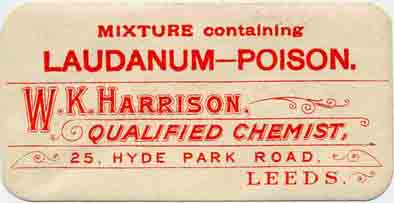 MIXTURE containing
LAUDANUM—POISON.
W.K.HARRISON.
QUALIFIED CHEMIST,
25, HYDE PARK ROAD.
LEEDS.